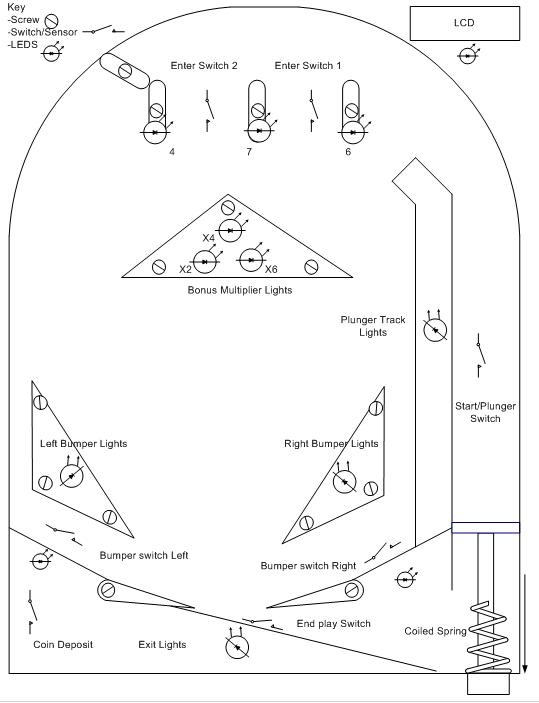 Key
-Screw
-Switch/Sensor
-LEDS
LCD
Enter Switch 2
Enter Switch 1
4
7
6
X4
X2
X6
Bonus Multiplier Lights
Plunger Track
Lights
Start/Plunger
Switch
Left Bumper Lights
Right Bumper Lights
Bumper switch Left
Bumper switch Right
End play Switch
Coiled Spring
Coin Deposit
Exit Lights